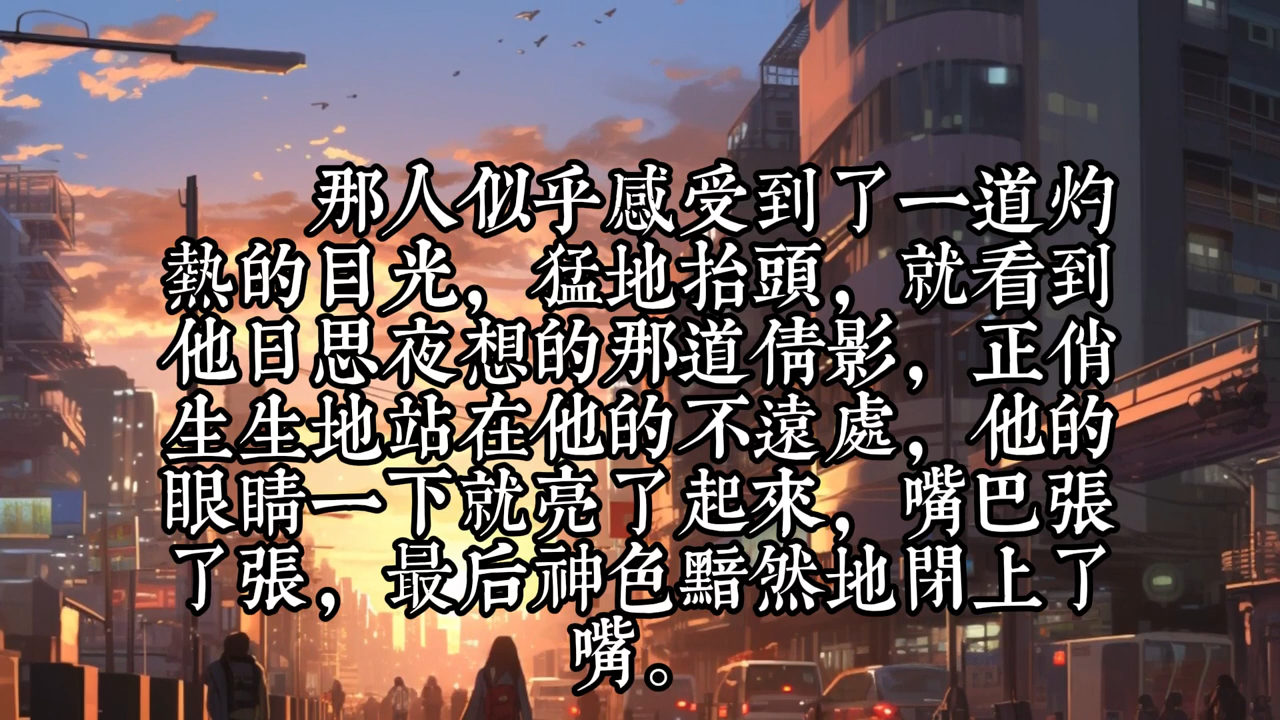 那人似乎感受到了一道灼
熱的目光，猛地抬頭，就看到
他日思夜想的那道倩影，正俏
生生地站在他的不遠處，他的
眼睛一下就亮了起來，嘴巴張
了張，最后神色黯然地閉上了
嘴。